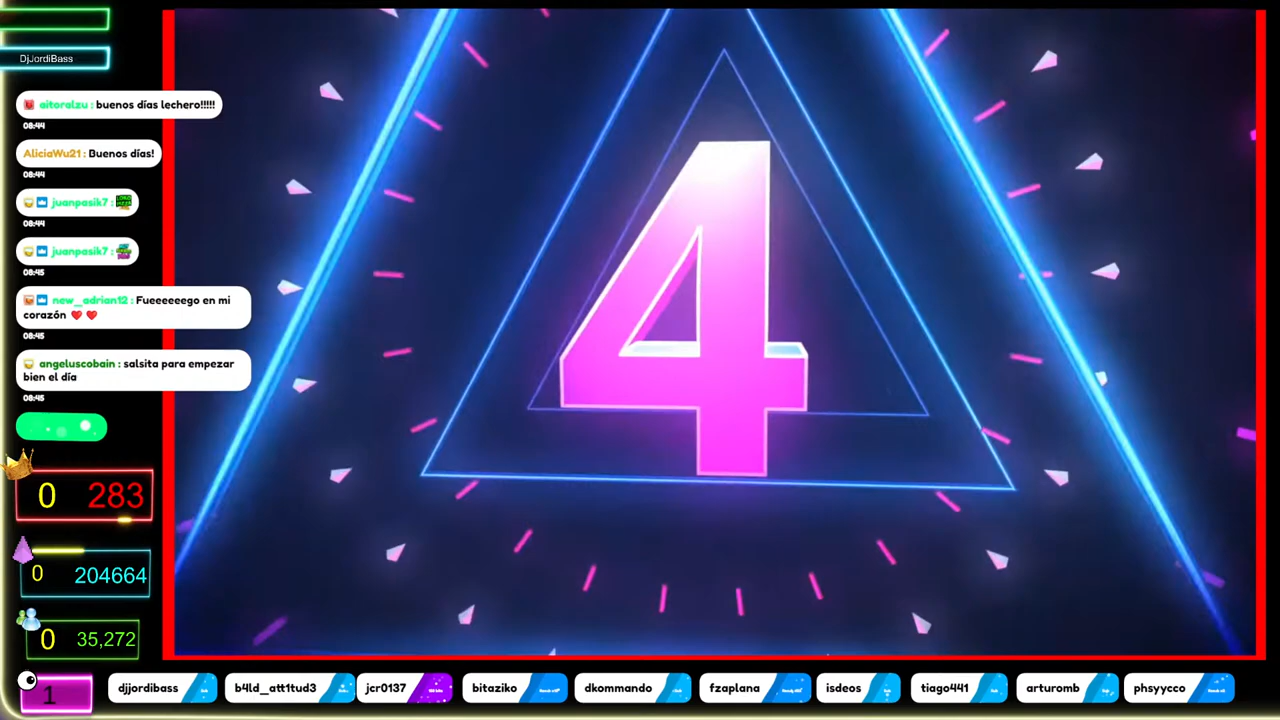 DjJordiBass
aitoralzu : buenos días lechero!!!!!
08:44
AliciaWu21 : Buenos días!
08:44
juanpasik7 :
08:44
juanpasik7 :
08:45
new_adrian12 : Fueeeeeego en mi
corazón
08:45
angeluscobain : salsita para empezar
bien el día
08:45
4
0 283
0 204664
0 35,272
1
djjordibass b4ld_att1tud3 jcr0137 bitaziko dkommando fzaplana isdeos tiago441 arturomb phsyycco